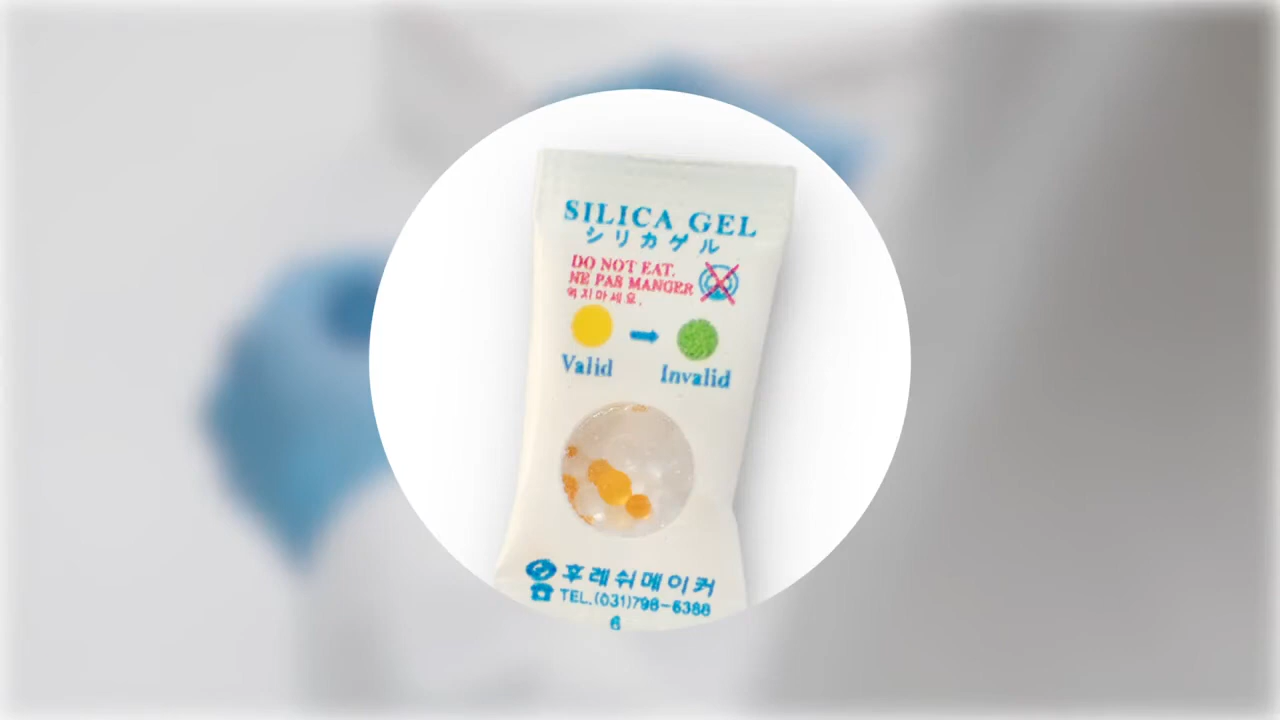 SILICA GEL
シリカゲル
DO NOT EAT.
NE PAS MANGER
먹지마세요.
Valid
Invalid
후레쉬메이커
TEL.(031)798-6388
6